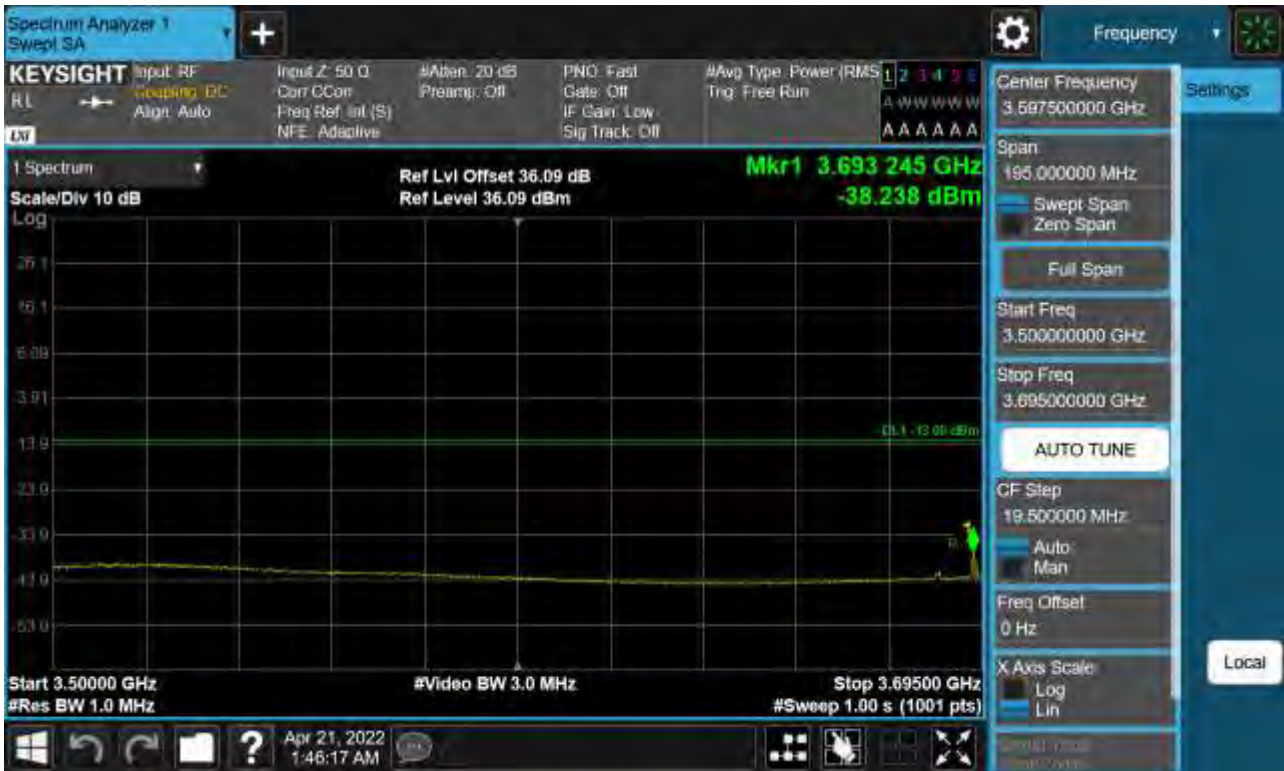 Spectrum Analyzer 1
Swept SA
+
Frequency
KEYSIGHT
RL
LXI
Input: RF
Coupling: DC
Align: Auto
Input Z: 50 Ω
Corr CCorr
Freq Ref: Int (S)
NFE: Adaptive
#Atten: 20 dB
Preamp: Off
PNO: Fast
Gate: Off
IF Gain: Low
Sig Track: Off
#Avg Type: Power (RMS
Trig: Free Run
1 2 3 4 5 6
A W W W W W
A A A A A A
1 Spectrum
Scale/Div 10 dB
Log
Ref Lvl Offset 36.09 dB
Ref Level 36.09 dBm
Mkr1 3.693 245 GHz
-38.238 dBm
26.1
16.1
6.09
-3.91
-13.9
DL1 -13.00 dBm
-23.9
-33.9
-43.9
-53.9
Start 3.50000 GHz
#Res BW 1.0 MHz
#Video BW 3.0 MHz
Stop 3.69500 GHz
#Sweep 1.00 s (1001 pts)
Center Frequency
3.597500000 GHz
Settings
Span
195.000000 MHz
Swept Span
Zero Span
Full Span
Start Freq
3.500000000 GHz
Stop Freq
3.695000000 GHz
AUTO TUNE
CF Step
19.500000 MHz
Auto
Man
Freq Offset
0 Hz
X Axis Scale
Log
Lin
Local
?
Apr 21, 2022
1:46:17 AM